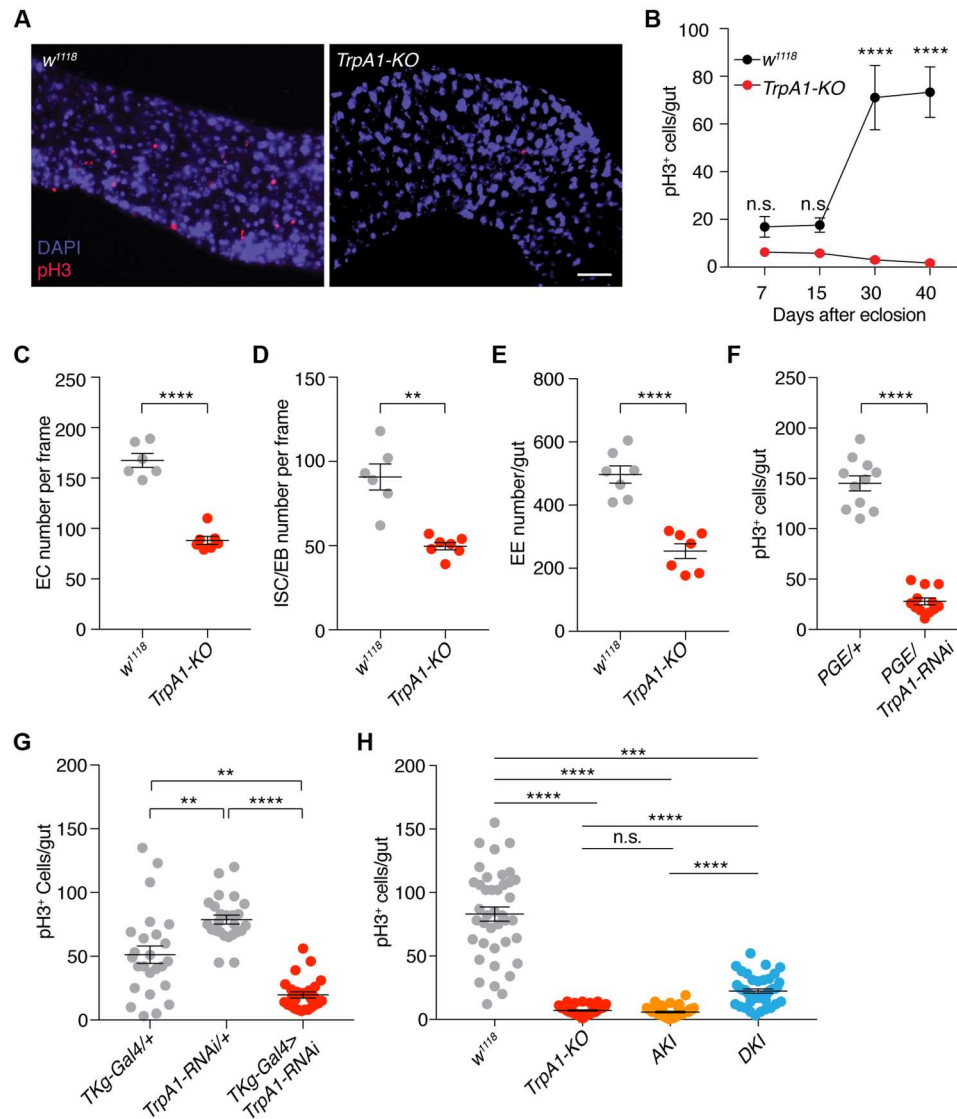 A
w¹¹¹⁸
TrpA1-KO
DAPI
pH3
B
pH3⁺ cells/gut
100
80
60
40
20
0
w¹¹¹⁸
TrpA1-KO
n.s.
n.s.
****
****
7 15 30 40
Days after eclosion
C
EC number per frame
250
200
150
100
50
0
****
w¹¹¹⁸
TrpA1-KO
D
ISC/EB number per frame
150
100
50
0
**
w¹¹¹⁸
TrpA1-KO
E
EE number/gut
800
600
400
200
0
****
w¹¹¹⁸
TrpA1-KO
F
pH3⁺ cells/gut
250
200
150
100
50
0
****
PGE/+
PGE/
TrpA1-RNAi
G
pH3⁺ Cells/gut
200
150
100
50
0
**
** ****
TKg-Gal4/+
TrpA1-RNAi/+
TKg-Gal4>
TrpA1-RNAi
H
pH3⁺ cells/gut
200
150
100
50
0
***
****
****
****
n.s.
****
w¹¹¹⁸
TrpA1-KO
AKI
DKI